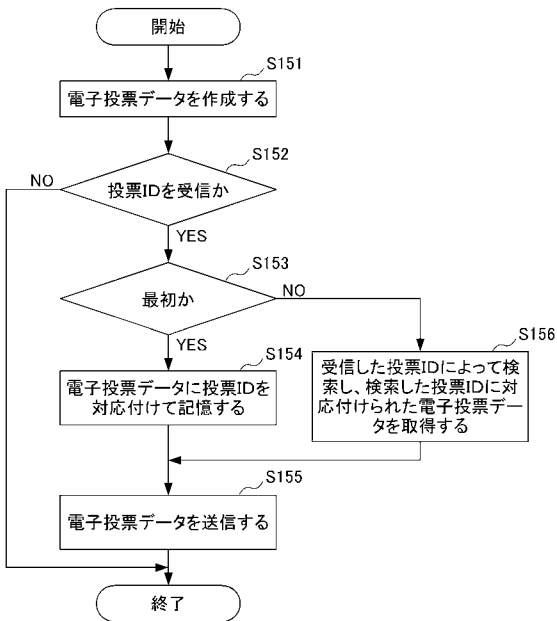 開始
S151
電子投票データを作成する
S152
NO
投票IDを受信か
YES
S153
最初か
NO
YES
S154
S156
電子投票データに投票IDを
対応付けて記憶する
受信した投票IDによって検
索し、検索した投票IDに対
応付けられた電子投票デー
タを取得する
S155
電子投票データを送信する
終了